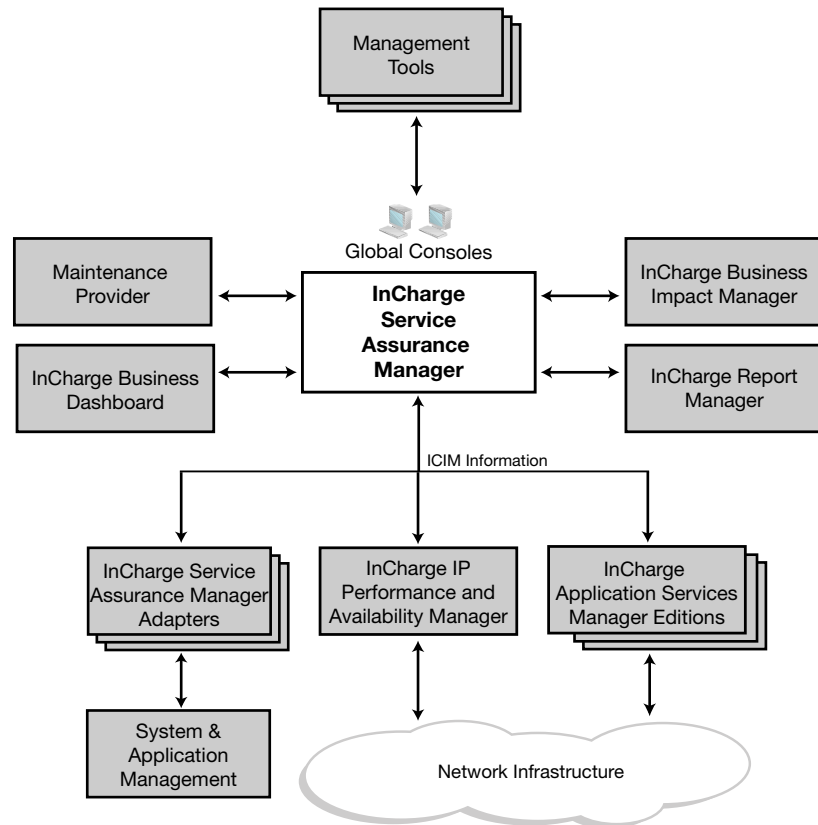 Management
Tools
Global Consoles
Maintenance
Provider
InCharge
Service
Assurance
Manager
InCharge Business
Impact Manager
InCharge Business
Dashboard
InCharge Report
Manager
ICIM Information
InCharge Service
Assurance Manager
Adapters
InCharge IP
Performance and
Availability Manager
InCharge
Application Services
Manager Editions
System &
Application
Management
Network Infrastructure